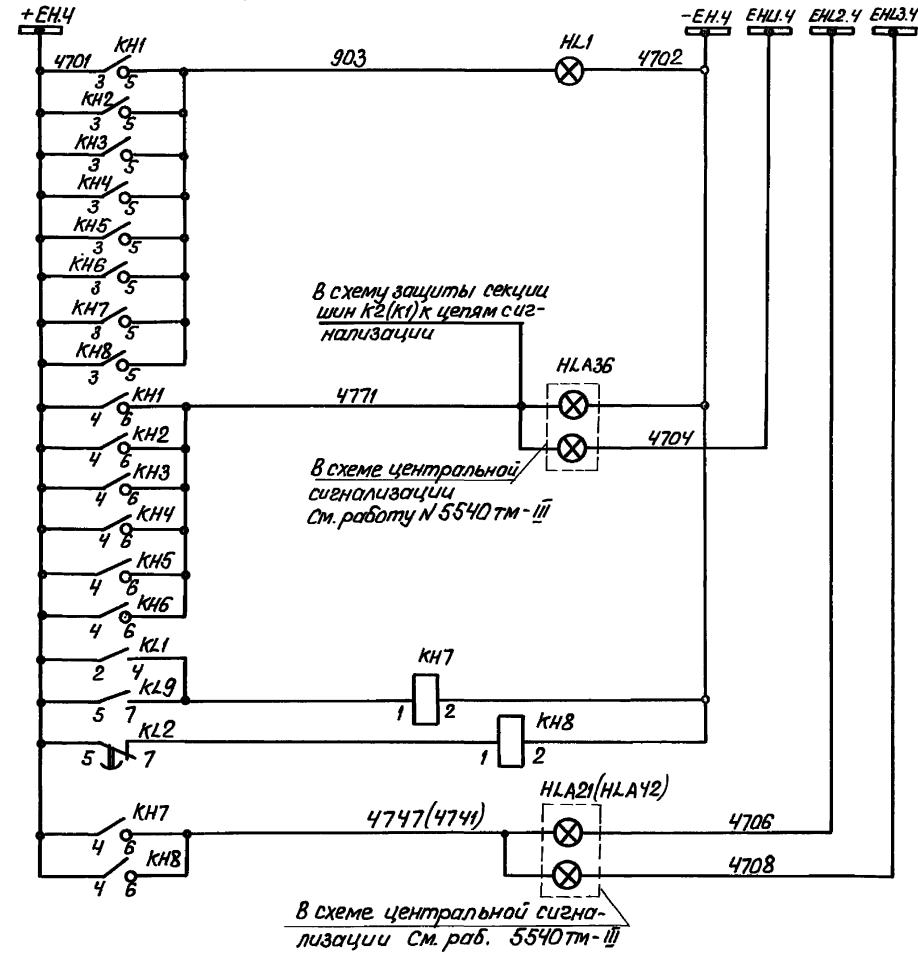 +EH.4 -EH.4 EHL1.4 EHL2.4 EHL3.4
4701 KH1 903 HL1 4702
3 5
KH2
3 5
KH3
3 5
KH4
3 5
KH5
3 5
KH6
3 5
KH7
3 5
KH8
3 5
В схему защиты секции
шин К2(К1) к цепям сиг-
нализации
HLA36
KH1 4771
4 6
KH2 4704
4 6
KH3
4 6
KH4
4 6
KH5
4 6
KH6
4 6
В схеме центральной
сигнализации
См. работу N 5540тм-III
KL1
2 4
KL9 KH7
5 7 1 2
KL2 KH8
5 7 1 2
HLA21(HLA42)
KH7 4747(4741) 4706
4 6
KH8 4708
4 6
В схеме центральной сигна-
лизации См. раб. 5540тм-III